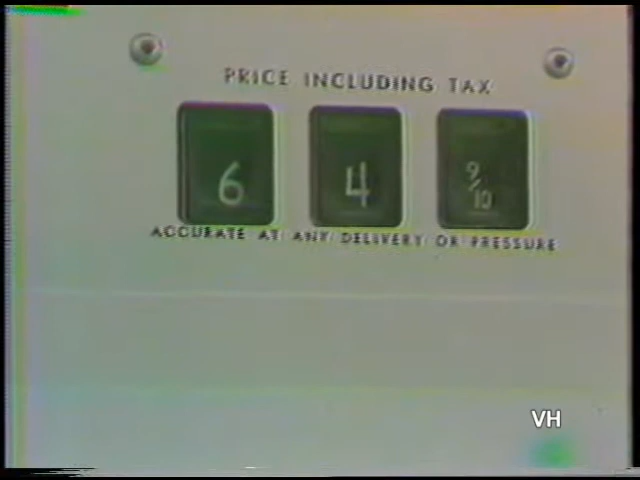 PRICE INCLUDING TAX
6 4 9/10
ACCURATE AT ANY DELIVERY OR PRESSURE
VH